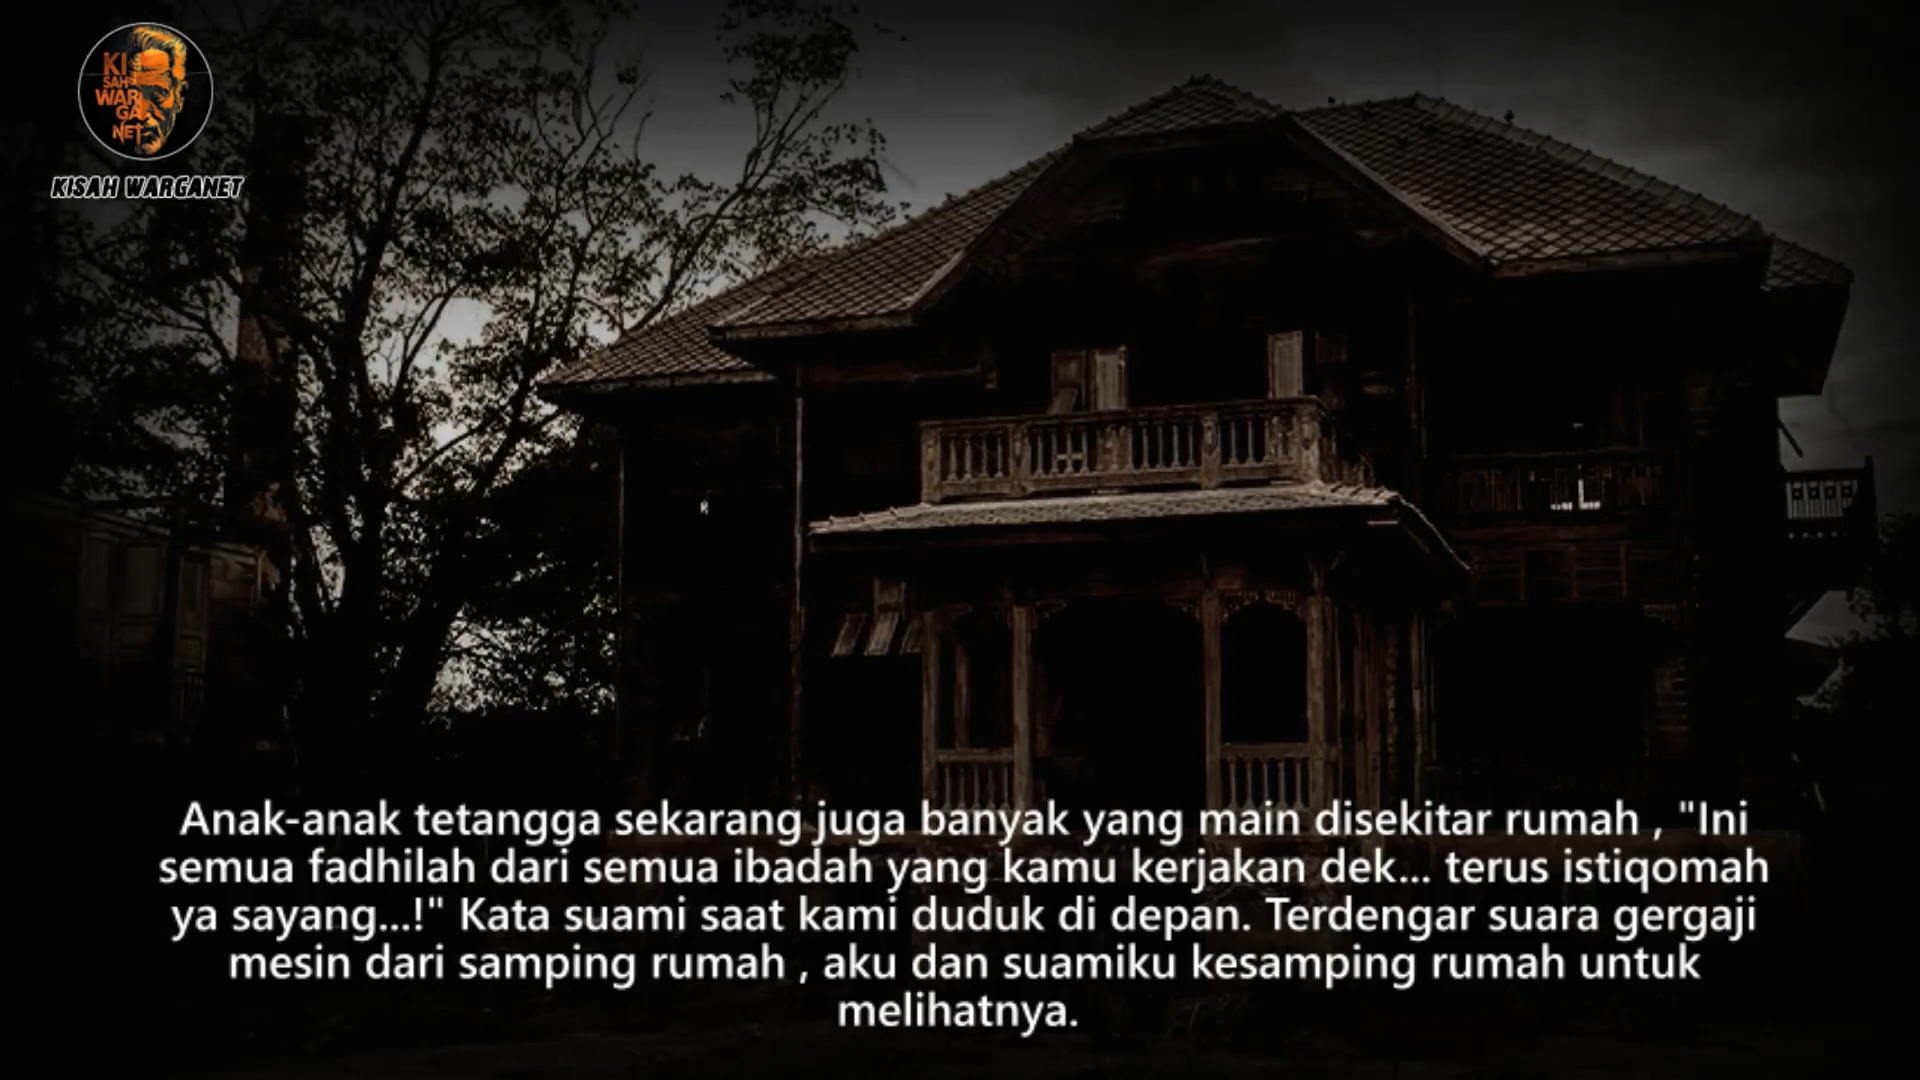 KI
SAH
WAR
GA
NET
KISAH WARGANET
Anak-anak tetangga sekarang juga banyak yang main disekitar rumah , "Ini
semua fadhilah dari semua ibadah yang kamu kerjakan dek... terus istiqomah
ya sayang...!" Kata suami saat kami duduk di depan. Terdengar suara gergaji
mesin dari samping rumah , aku dan suamiku kesamping rumah untuk
melihatnya.